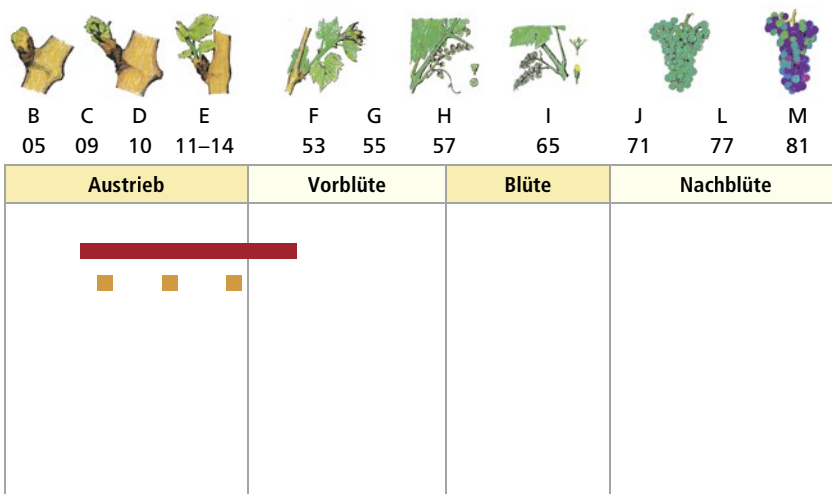 B C D E F G H I J L M
05 09 10 11–14 53 55 57 65 71 77 81
Austrieb Vorblüte Blüte Nachblüte